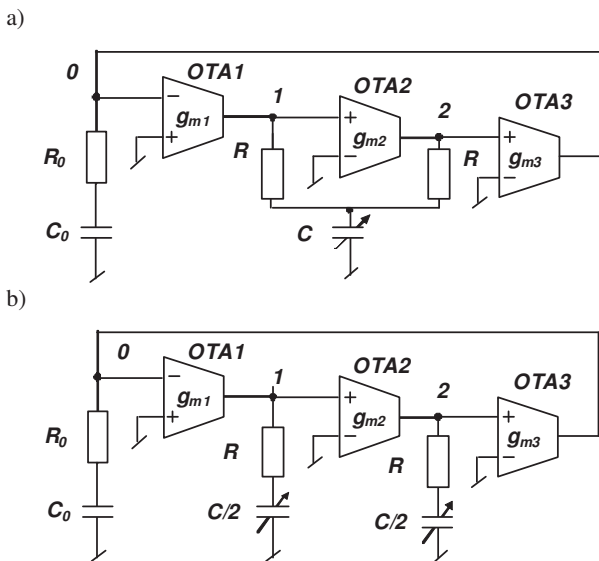 a)
0
OTA1
1
OTA2
2
OTA3
−
+
g_m1
+
−
g_m2
+
−
g_m3
R_0
R
R
C_0
C
b)
0
OTA1
1
OTA2
2
OTA3
−
+
g_m1
+
−
g_m2
+
−
g_m3
R_0
R
R
C_0
C/2
C/2